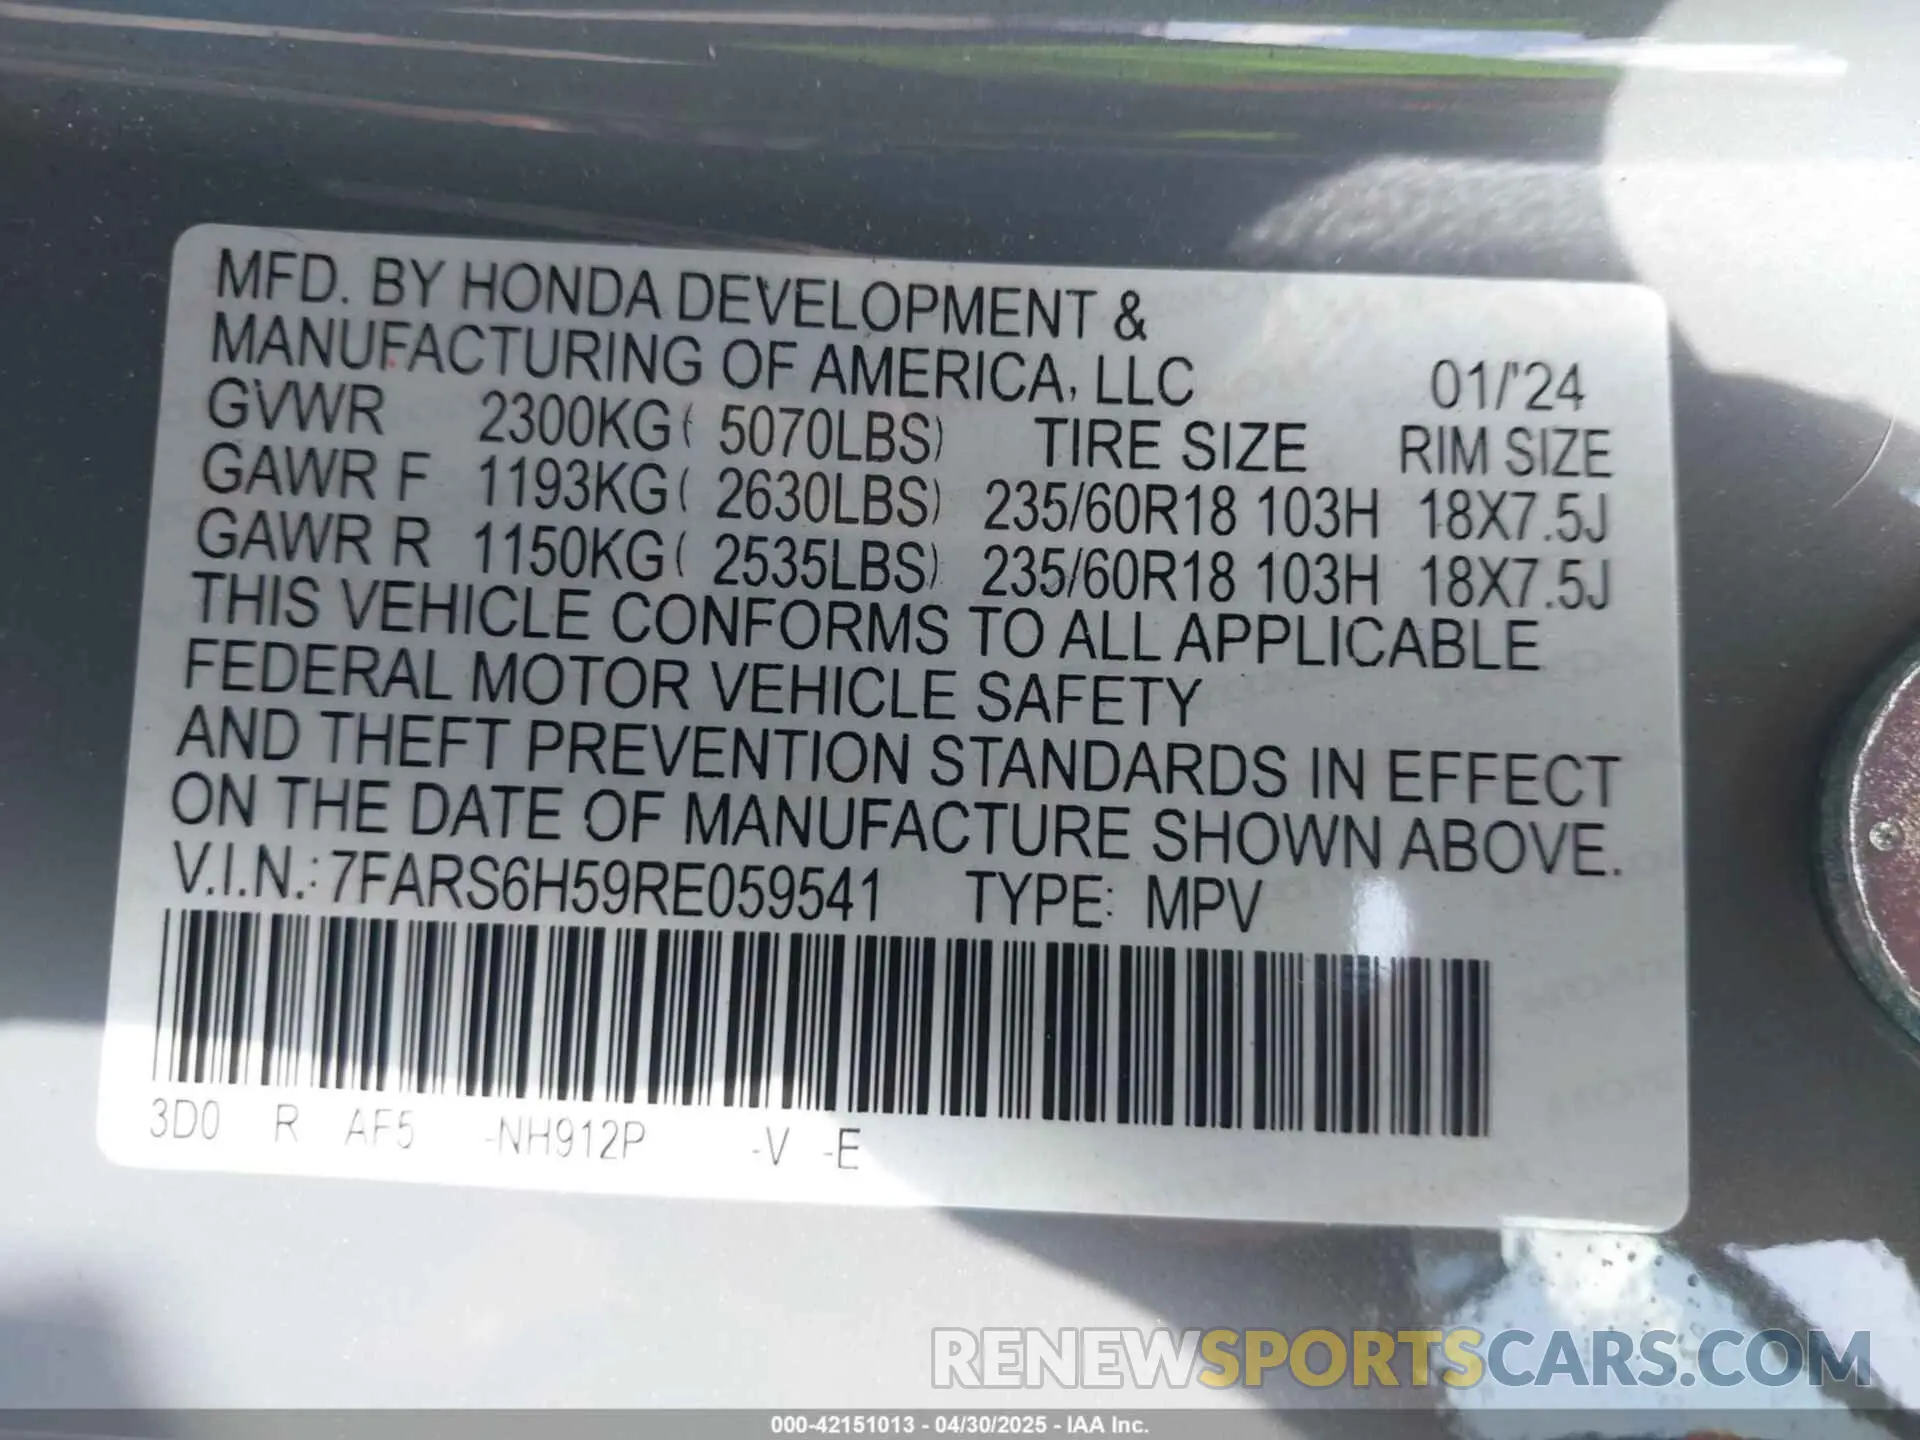 MFD. BY HONDA DEVELOPMENT &
MANUFACTURING OF AMERICA, LLC 01/'24
GVWR 2300KG( 5070LBS) TIRE SIZE RIM SIZE
GAWR F 1193KG( 2630LBS) 235/60R18 103H 18X7.5J
GAWR R 1150KG( 2535LBS) 235/60R18 103H 18X7.5J
THIS VEHICLE CONFORMS TO ALL APPLICABLE
FEDERAL MOTOR VEHICLE SAFETY
AND THEFT PREVENTION STANDARDS IN EFFECT
ON THE DATE OF MANUFACTURE SHOWN ABOVE.
V.I.N.: 7FARS6H59RE059541 TYPE: MPV
3D0 R AF5 -NH912P -V -E
RENEWSPORTSCARS.COM
000-42151013 - 04/30/2025 - IAA Inc.